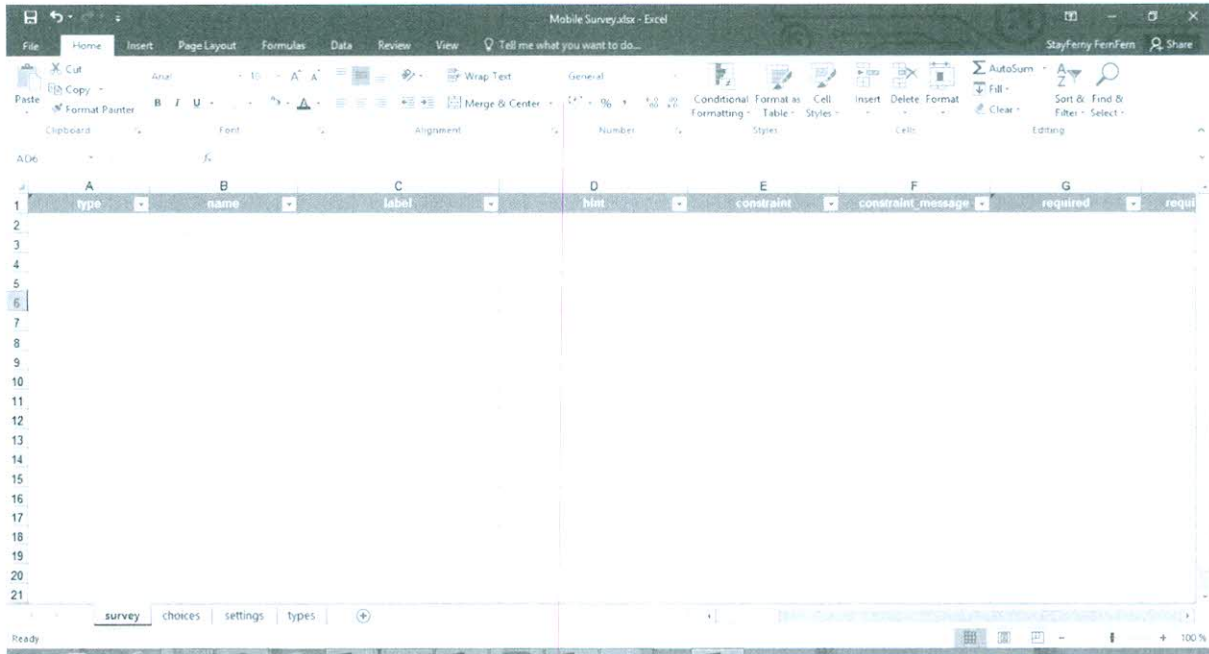 Mobile Survey.xlsx - Excel
File Home Insert Page Layout Formulas Data Review View Tell me what you want to do... StayFerny FernFern Share
Cut Arial 10 A A Wrap Text General AutoSum
Copy Fill
Paste Format Painter B I U A Merge & Center % Conditional Format as Cell Insert Delete Format Clear Sort & Find &
Formatting Table Styles Filter Select
Clipboard Font Alignment Number Styles Cells Editing
AD6 fx
A B C D E F G
1 type name label hint constraint constraint_message required requi
2
3
4
5
6
7
8
9
10
11
12
13
14
15
16
17
18
19
20
21
survey choices settings types
Ready 100 %